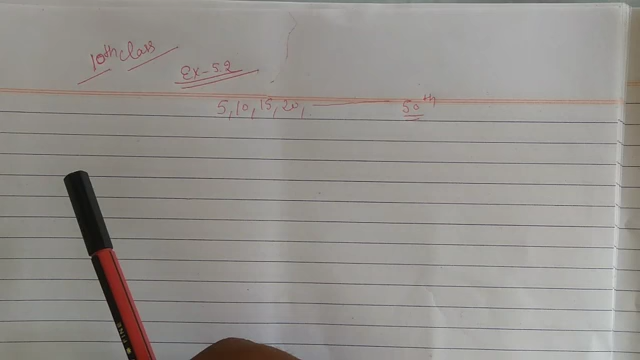 10th class
Ex-5.2
5, 10, 15, 20, —— 50th